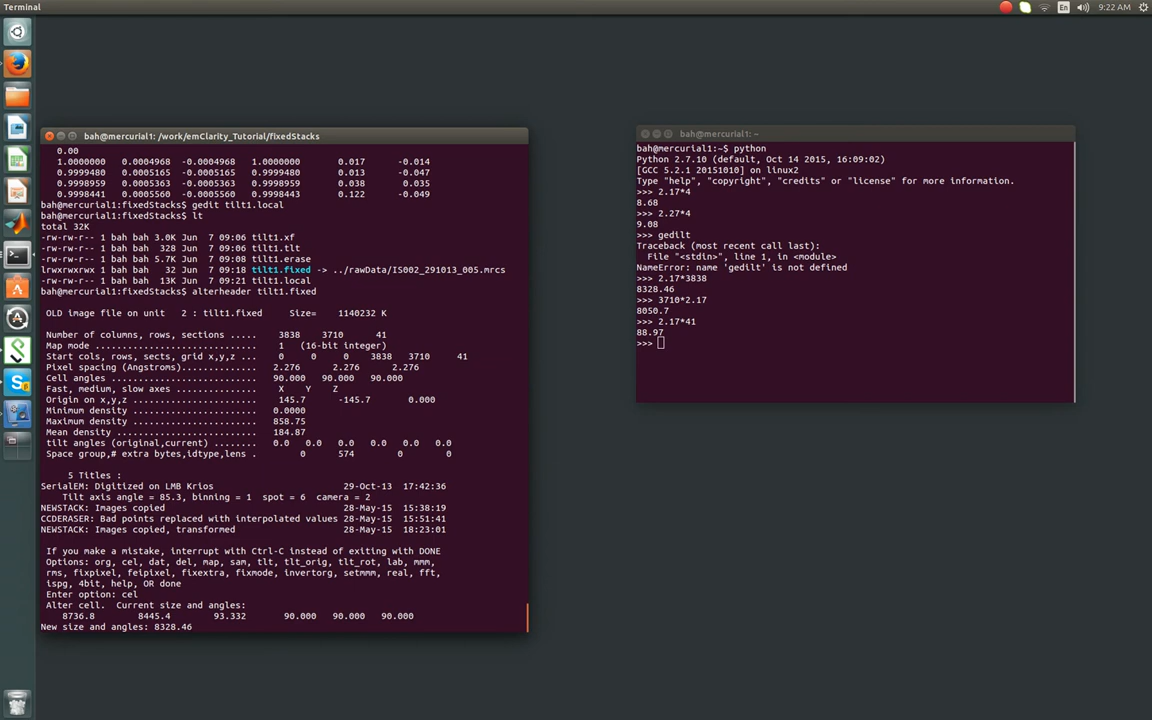 Terminal
En
9:22 AM
bah@mercurial1: /work/emClarity_Tutorial/fixedStacks
0.00
1.0000000 0.0004968 -0.0004968 1.0000000 0.017 -0.014
0.9999480 0.0005165 -0.0005165 0.9999480 0.013 -0.047
0.9998959 0.0005363 -0.0005363 0.9998959 0.038 0.035
0.9998441 0.0005560 -0.0005560 0.9998443 0.122 -0.049
bah@mercurial1:fixedStacks$ gedit tilt1.local
bah@mercurial1:fixedStacks$ lt
total 32K
-rw-rw-r-- 1 bah bah 3.0K Jun 7 09:06 tilt1.xf
-rw-rw-r-- 1 bah bah 328 Jun 7 09:06 tilt1.tlt
-rw-rw-r-- 1 bah bah 5.7K Jun 7 09:08 tilt1.erase
lrwxrwxrwx 1 bah bah 32 Jun 7 09:18 tilt1.fixed -> ../rawData/IS002_291013_005.mrcs
-rw-rw-r-- 1 bah bah 13K Jun 7 09:21 tilt1.local
bah@mercurial1:fixedStacks$ alterheader tilt1.fixed
OLD image file on unit 2 : tilt1.fixed Size= 1140232 K
Number of columns, rows, sections ..... 3838 3710 41
Map mode .............................. 1 (16-bit integer)
Start cols, rows, sects, grid x,y,z ... 0 0 0 3838 3710 41
Pixel spacing (Angstroms).............. 2.276 2.276 2.276
Cell angles ........................... 90.000 90.000 90.000
Fast, medium, slow axes ............... X Y Z
Origin on x,y,z ....................... 145.7 -145.7 0.000
Minimum density ....................... 0.0000
Maximum density ....................... 858.75
Mean density .......................... 184.87
tilt angles (original,current) ........ 0.0 0.0 0.0 0.0 0.0 0.0
Space group,# extra bytes,idtype,lens . 0 574 0 0
5 Titles :
SerialEM: Digitized on LMB Krios 29-Oct-13 17:42:36
Tilt axis angle = 85.3, binning = 1 spot = 6 camera = 2
NEWSTACK: Images copied 28-May-15 15:38:19
CCDERASER: Bad points replaced with interpolated values 28-May-15 15:51:41
NEWSTACK: Images copied, transformed 28-May-15 18:23:01
If you make a mistake, interrupt with Ctrl-C instead of exiting with DONE
Options: org, cel, dat, del, map, sam, tlt, tlt_orig, tlt_rot, lab, mmm,
rms, fixpixel, feipixel, fixextra, fixmode, invertorg, setmmm, real, fft,
ispg, 4bit, help, OR done
Enter option: cel
Alter cell. Current size and angles:
8736.8 8445.4 93.332 90.000 90.000 90.000
New size and angles: 8328.46
bah@mercurial1: ~
bah@mercurial1:~$ python
Python 2.7.10 (default, Oct 14 2015, 16:09:02)
[GCC 5.2.1 20151010] on linux2
Type "help", "copyright", "credits" or "license" for more information.
>>> 2.17*4
8.68
>>> 2.27*4
9.08
>>> gedilt
Traceback (most recent call last):
File "<stdin>", line 1, in <module>
NameError: name 'gedilt' is not defined
>>> 2.17*3838
8328.46
>>> 3710*2.17
8050.7
>>> 2.17*41
88.97
>>>